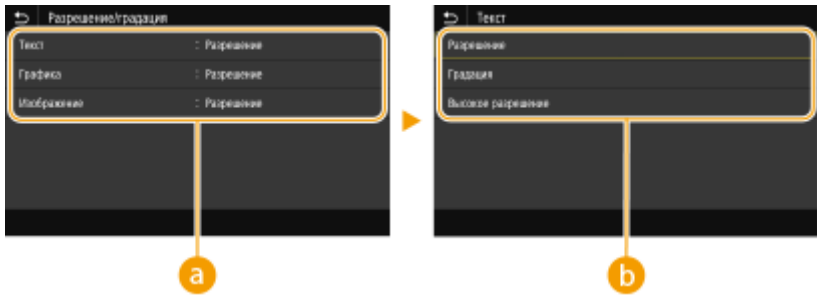 Разрешение/градация
Текст : Разрешение
Графика : Разрешение
Изображение : Разрешение
a
Текст
Разрешение
Градация
Высокое разрешение
b